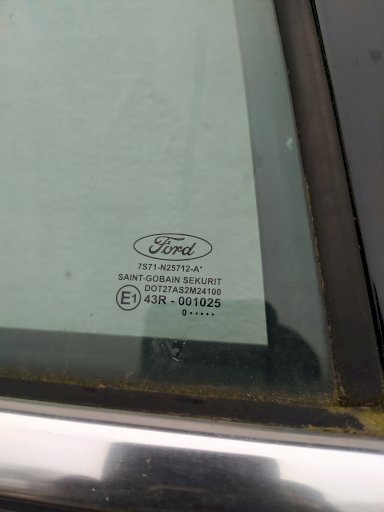 Ford
7S71-N25712-A*
SAINT-GOBAIN SEKURIT
DOT27AS2M24100
E1 43R - 001025
0 •••••